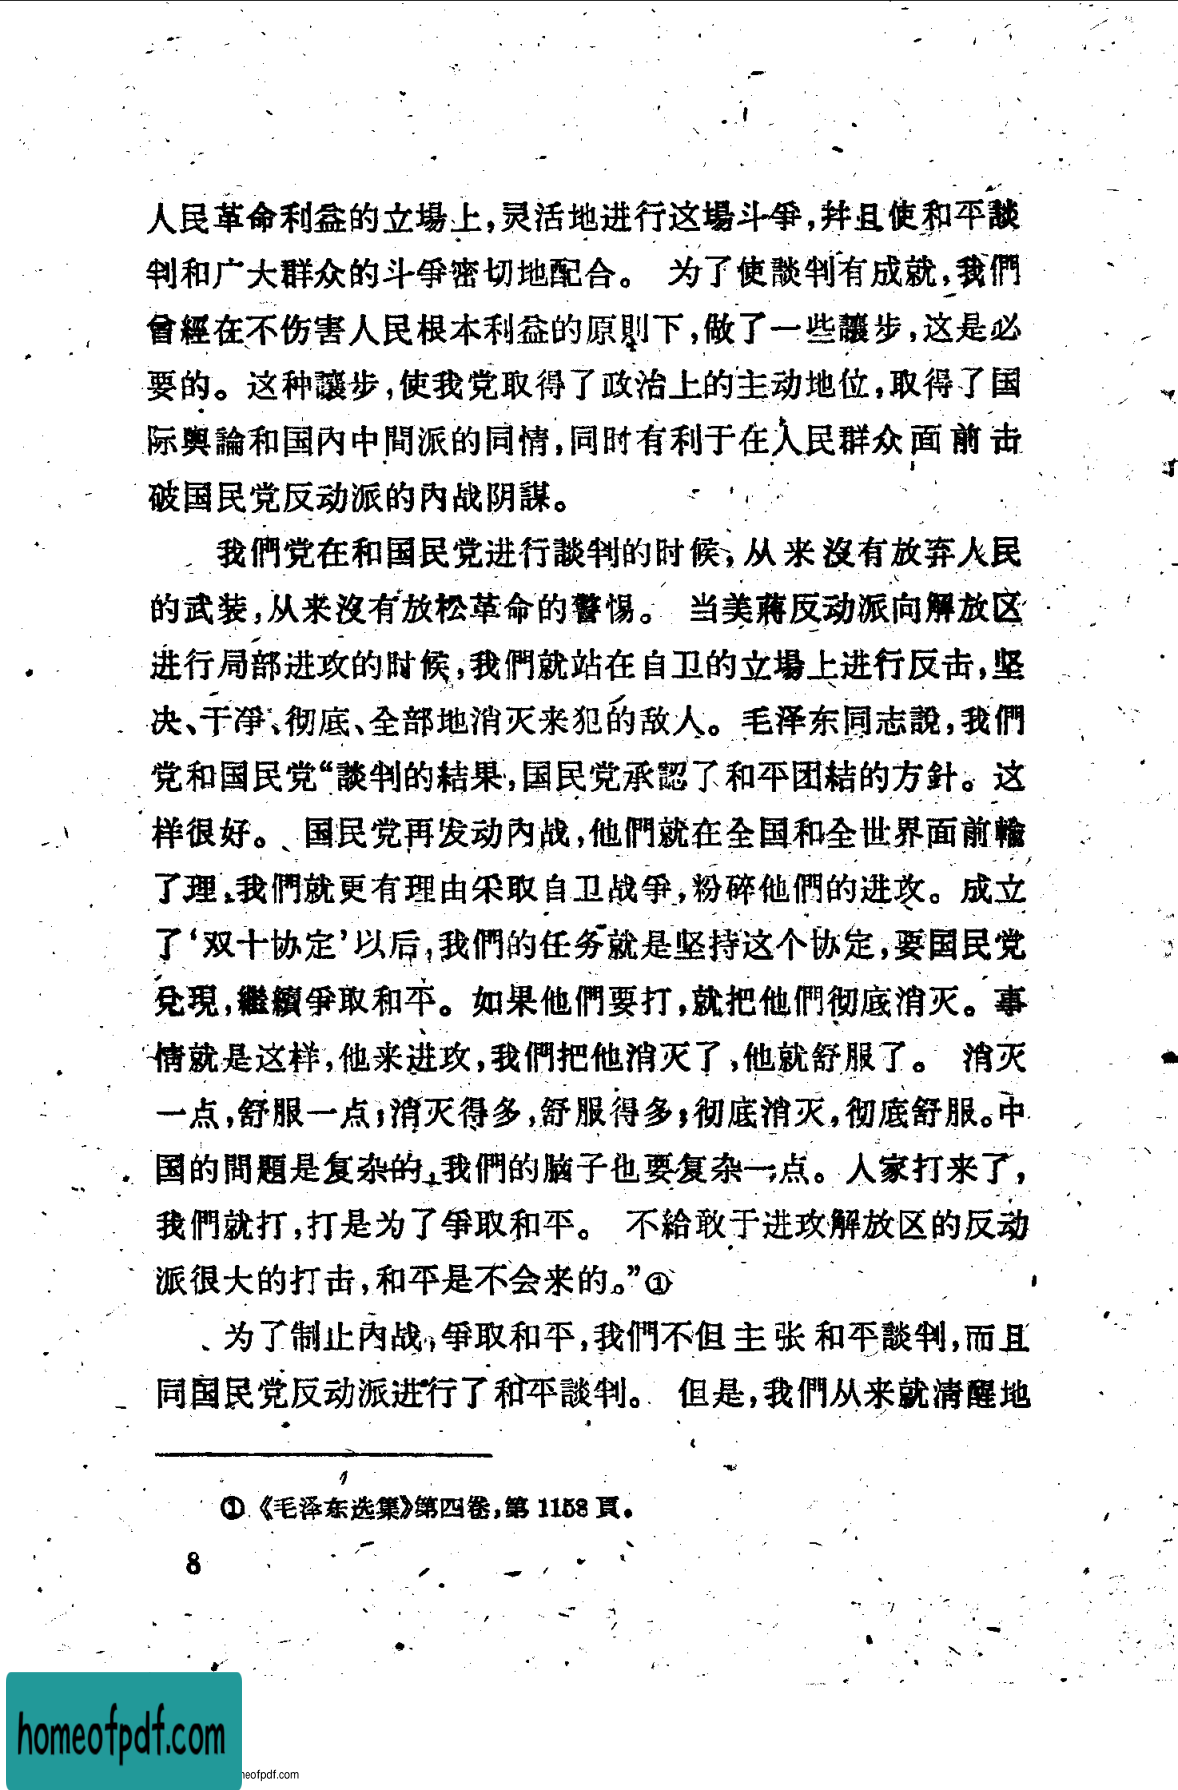 人民革命利益的立場上,灵活地进行这場斗爭,幷且使和平談
判和广大群众的斗爭密切地配合。 为了使談判有成就,我們
曾經在不伤害人民根本利益的原則下,做了一些讓步,这是必
要的。这种讓步,使我党取得了政治上的主动地位,取得了国
际輿論和国內中間派的同情,同时有利于在人民群众面前击
破国民党反动派的內战阴謀。
我們党在和国民党进行談判的时候,从来沒有放弃人民
的武装,从来沒有放松革命的警惕。 当美蔣反动派向解放区
进行局部进攻的时候,我們就站在自卫的立場上进行反击,坚
决、干凈、彻底、全部地消灭来犯的敌人。毛泽东同志說,我們
党和国民党“談判的結果,国民党承認了和平团結的方針。这
样很好。 国民党再发动內战,他們就在全国和全世界面前輸
了理,我們就更有理由采取自卫战爭,粉碎他們的进攻。成立
了‘双十协定’以后,我們的任务就是坚持这个协定,要国民党
兌現,繼續爭取和平。如果他們要打,就把他們彻底消灭。事
情就是这样,他来进攻,我們把他消灭了,他就舒服了。 消灭
一点,舒服一点;消灭得多,舒服得多;彻底消灭,彻底舒服。中
国的問題是复杂的,我們的脑子也要复杂一点。人家打来了,
我們就打,打是为了爭取和平。 不給敢于进攻解放区的反动
派很大的打击,和平是不会来的。”①
为了制止內战,爭取和平,我們不但主张和平談判,而且
同国民党反动派进行了和平談判。 但是,我們从来就清醒地
①《毛泽东选集》第四卷,第 1158 頁。
8
homeofpdf.com
neofpdf.com